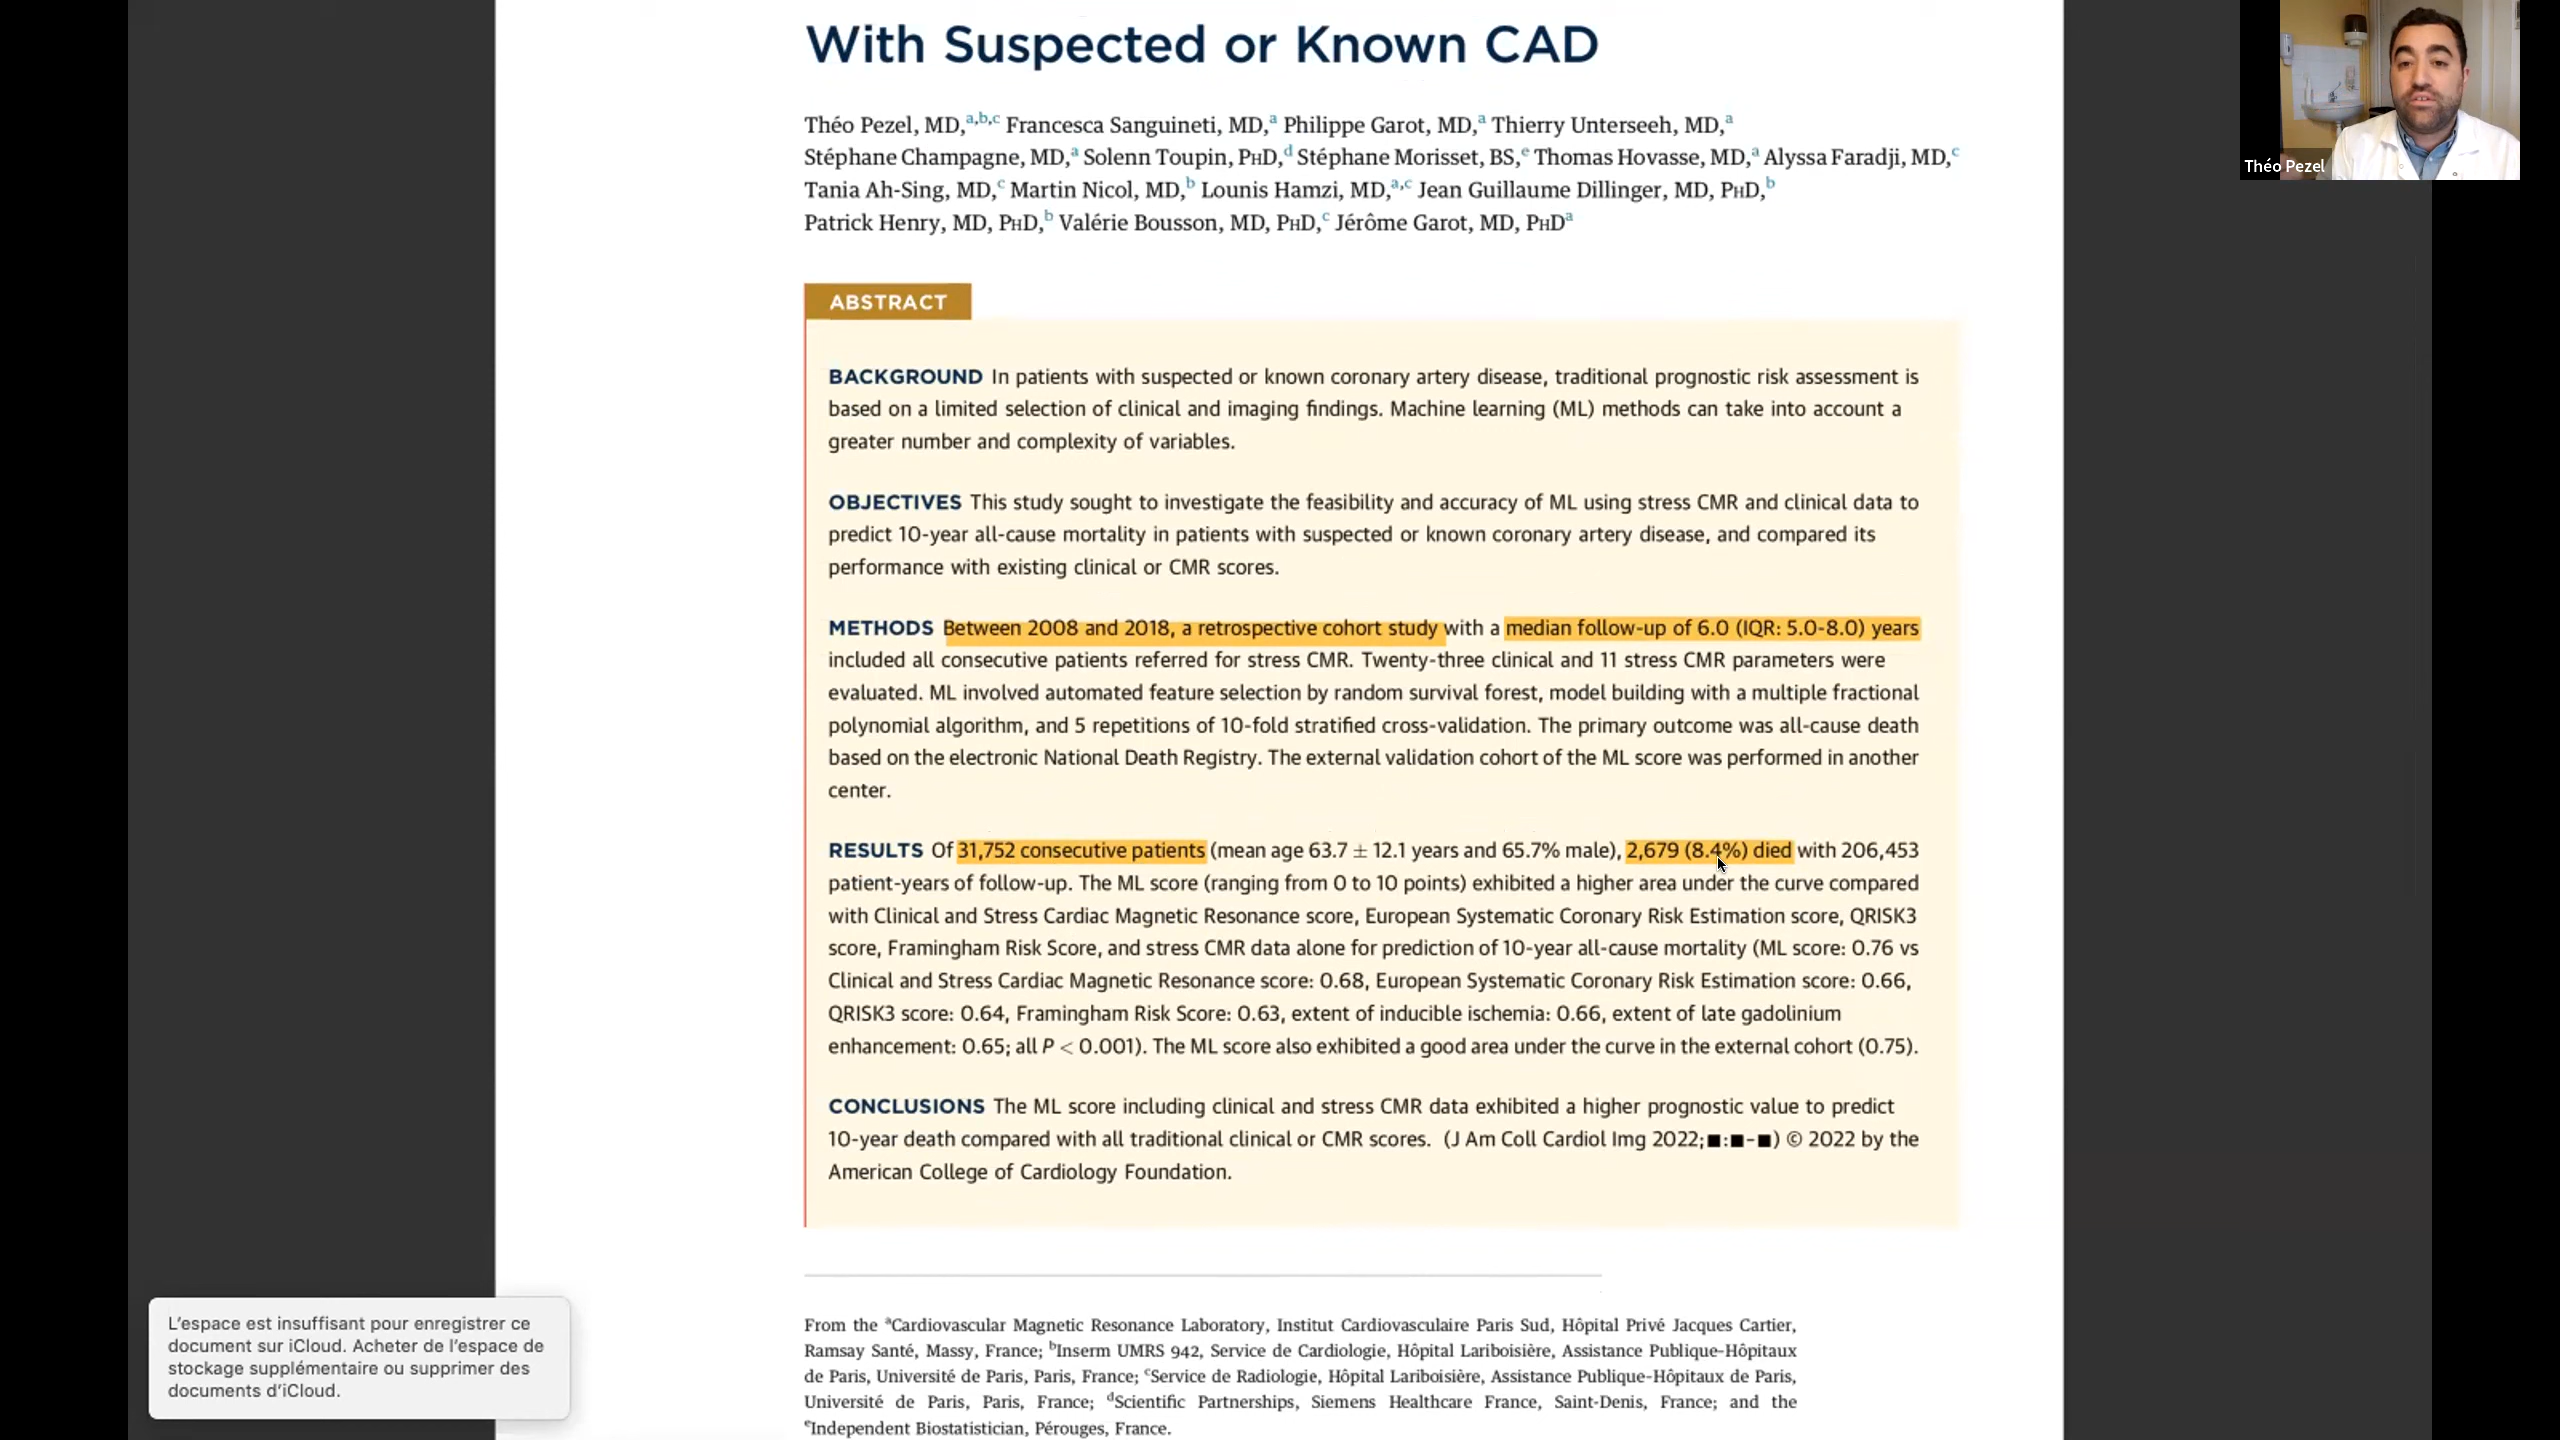 With Suspected or Known CAD
Théo Pezel, MD,a,b,c Francesca Sanguineti, MD,a Philippe Garot, MD,a Thierry Unterseeh, MD,a
Stéphane Champagne, MD,a Solenn Toupin, PhD,d Stéphane Morisset, BS,e Thomas Hovasse, MD,a Alyssa Faradji, MD,c
Tania Ah-Sing, MD,c Martin Nicol, MD,b Lounis Hamzi, MD,a,c Jean Guillaume Dillinger, MD, PhD,b
Patrick Henry, MD, PhD,b Valérie Bousson, MD, PhD,c Jérôme Garot, MD, PhDa
ABSTRACT
BACKGROUND In patients with suspected or known coronary artery disease, traditional prognostic risk assessment is
based on a limited selection of clinical and imaging findings. Machine learning (ML) methods can take into account a
greater number and complexity of variables.
OBJECTIVES This study sought to investigate the feasibility and accuracy of ML using stress CMR and clinical data to
predict 10-year all-cause mortality in patients with suspected or known coronary artery disease, and compared its
performance with existing clinical or CMR scores.
METHODS Between 2008 and 2018, a retrospective cohort study with a median follow-up of 6.0 (IQR: 5.0-8.0) years
included all consecutive patients referred for stress CMR. Twenty-three clinical and 11 stress CMR parameters were
evaluated. ML involved automated feature selection by random survival forest, model building with a multiple fractional
polynomial algorithm, and 5 repetitions of 10-fold stratified cross-validation. The primary outcome was all-cause death
based on the electronic National Death Registry. The external validation cohort of the ML score was performed in another
center.
RESULTS Of 31,752 consecutive patients (mean age 63.7 ± 12.1 years and 65.7% male), 2,679 (8.4%) died with 206,453
patient-years of follow-up. The ML score (ranging from 0 to 10 points) exhibited a higher area under the curve compared
with Clinical and Stress Cardiac Magnetic Resonance score, European Systematic Coronary Risk Estimation score, QRISK3
score, Framingham Risk Score, and stress CMR data alone for prediction of 10-year all-cause mortality (ML score: 0.76 vs
Clinical and Stress Cardiac Magnetic Resonance score: 0.68, European Systematic Coronary Risk Estimation score: 0.66,
QRISK3 score: 0.64, Framingham Risk Score: 0.63, extent of inducible ischemia: 0.66, extent of late gadolinium
enhancement: 0.65; all P < 0.001). The ML score also exhibited a good area under the curve in the external cohort (0.75).
CONCLUSIONS The ML score including clinical and stress CMR data exhibited a higher prognostic value to predict
10-year death compared with all traditional clinical or CMR scores. (J Am Coll Cardiol Img 2022;■:■-■) © 2022 by the
American College of Cardiology Foundation.
From the aCardiovascular Magnetic Resonance Laboratory, Institut Cardiovasculaire Paris Sud, Hôpital Privé Jacques Cartier,
Ramsay Santé, Massy, France; bInserm UMRS 942, Service de Cardiologie, Hôpital Lariboisière, Assistance Publique-Hôpitaux
de Paris, Université de Paris, Paris, France; cService de Radiologie, Hôpital Lariboisière, Assistance Publique-Hôpitaux de Paris,
Université de Paris, Paris, France; dScientific Partnerships, Siemens Healthcare France, Saint-Denis, France; and the
eIndependent Biostatistician, Pérouges, France.
L'espace est insuffisant pour enregistrer ce
document sur iCloud. Acheter de l'espace de
stockage supplémentaire ou supprimer des
documents d'iCloud.
Théo Pezel